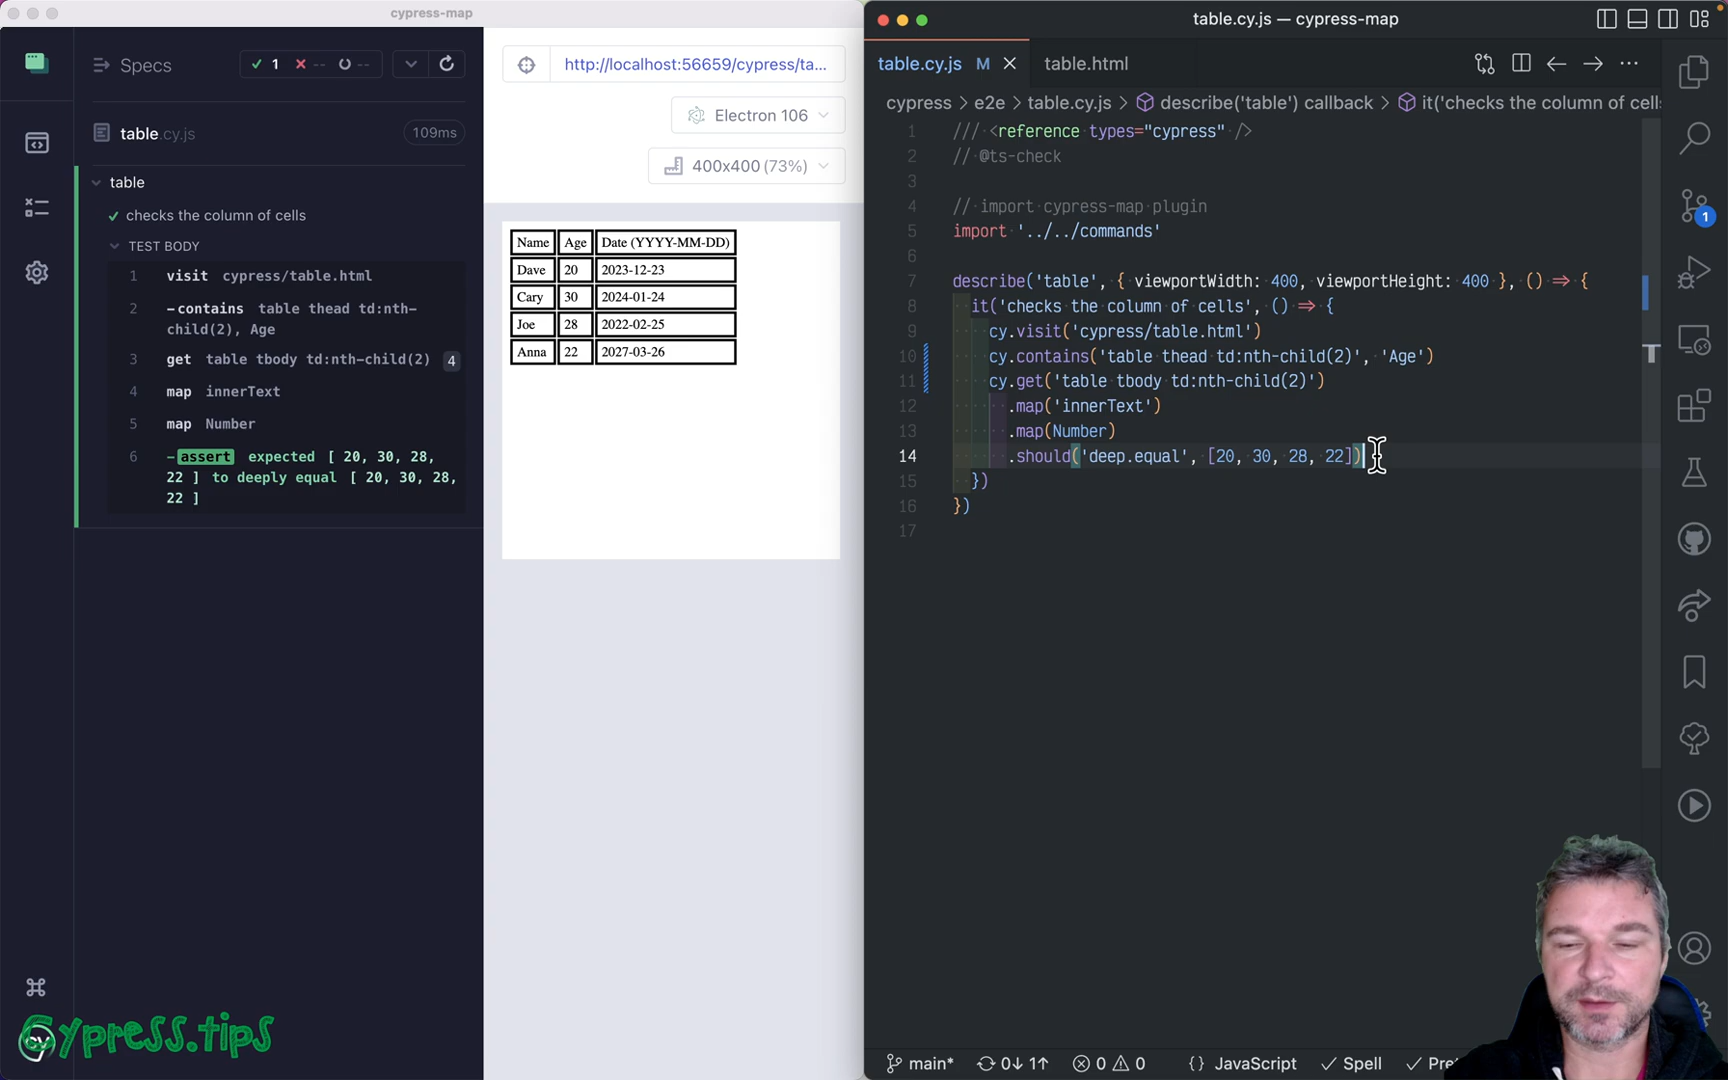 cypress-map
Specs
1
--
--
table.cy.js
109ms
table
checks the column of cells
TEST BODY
1 visit cypress/table.html
2 -contains table thead td:nth-
child(2), Age
3 get table tbody td:nth-child(2) 4
4 map innerText
5 map Number
6 -assert expected [ 20, 30, 28,
22 ] to deeply equal [ 20, 30, 28,
22 ]
Cypress.tips
cy
http://localhost:56659/cypress/ta...
Electron 106
400x400 (73%)
Name Age Date (YYYY-MM-DD)
Dave 20 2023-12-23
Cary 30 2024-01-24
Joe 28 2022-02-25
Anna 22 2027-03-26
table.cy.js — cypress-map
table.cy.js M
table.html
cypress > e2e > table.cy.js > describe('table') callback > it('checks the column of cells
1 /// <reference types="cypress" />
2 // @ts-check
3
4 // import cypress-map plugin
5 import '../../commands'
6
7 describe('table', { viewportWidth: 400, viewportHeight: 400 }, () => {
8 it('checks the column of cells', () => {
9 cy.visit('cypress/table.html')
10 cy.contains('table thead td:nth-child(2)', 'Age')
11 cy.get('table tbody td:nth-child(2)')
12 .map('innerText')
13 .map(Number)
14 .should('deep.equal', [20, 30, 28, 22])
15 })
16 })
17
1
main* 0↓ 1↑ 0 0 {} JavaScript Spell Pre